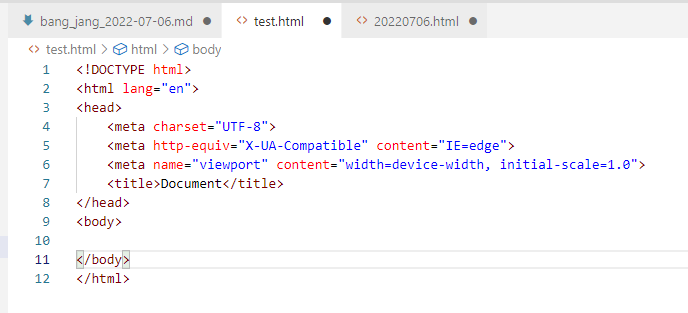 bang_jang_2022-07-06.md test.html 20220706.html
test.html > html > body
1 <!DOCTYPE html>
2 <html lang="en">
3 <head>
4 <meta charset="UTF-8">
5 <meta http-equiv="X-UA-Compatible" content="IE=edge">
6 <meta name="viewport" content="width=device-width, initial-scale=1.0">
7 <title>Document</title>
8 </head>
9 <body>
10
11 </body>
12 </html>